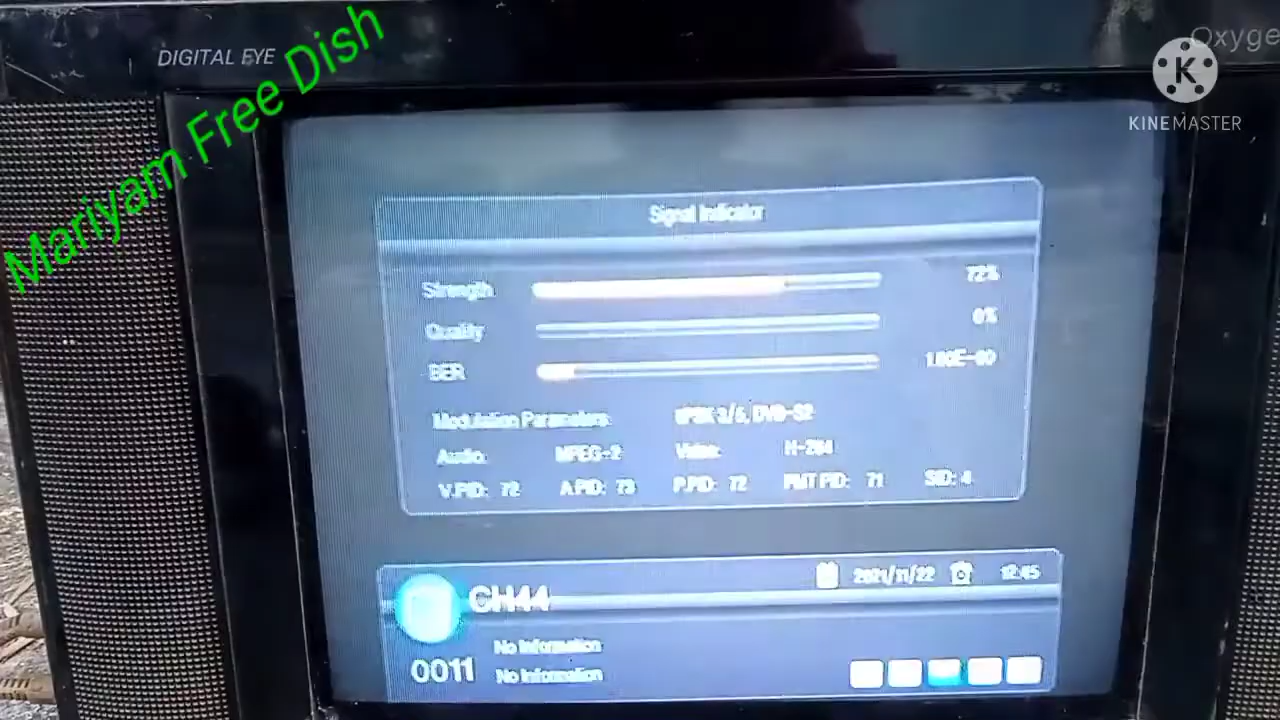 DIGITAL EYE
Mariyam Free Dish
Oxyge
K
KINEMASTER
Signal Indicator
Strength 72%
Quality 0%
BER
Modulation Parameters: DVB-S2
Audio: MPEG-2 Video: H-264
V.PID: 72 A.PID: 73 P.PID: 72 PMT PID: 71 SID: 4
2021/11/22 12:45
CH44
No Information
0011 No Information